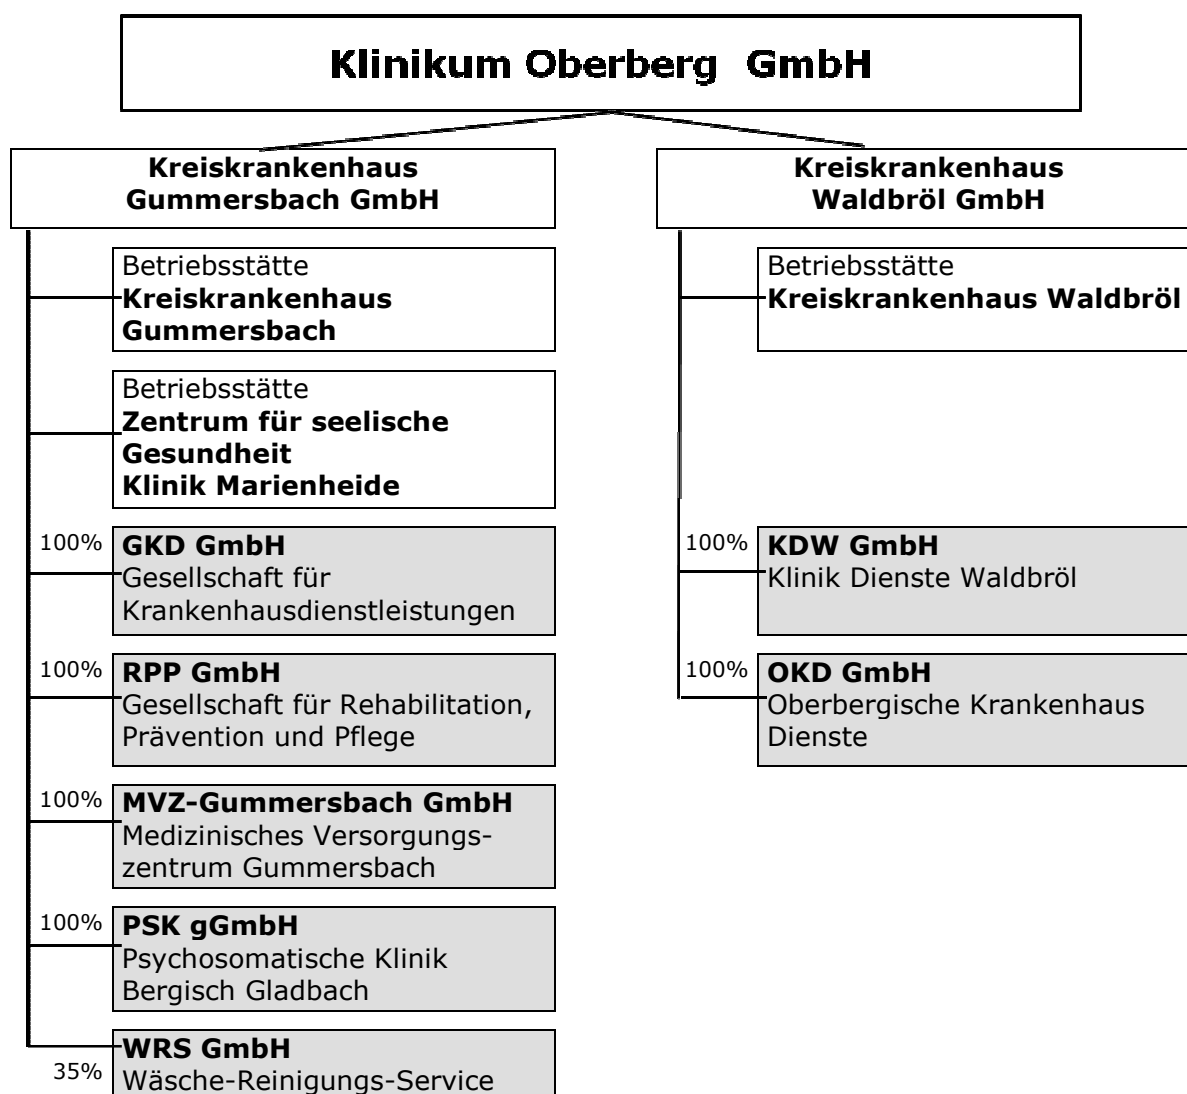 Klinikum Oberberg GmbH
Kreiskrankenhaus
Gummersbach GmbH
Betriebsstätte
Kreiskrankenhaus
Gummersbach
Betriebsstätte
Zentrum für seelische
Gesundheit
Klinik Marienheide
100%
GKD GmbH
Gesellschaft für
Krankenhausdienstleistungen
100%
RPP GmbH
Gesellschaft für Rehabilitation,
Prävention und Pflege
100%
MVZ-Gummersbach GmbH
Medizinisches Versorgungs-
zentrum Gummersbach
100%
PSK gGmbH
Psychosomatische Klinik
Bergisch Gladbach
WRS GmbH
35%
Wäsche-Reinigungs-Service
Kreiskrankenhaus
Waldbröl GmbH
Betriebsstätte
Kreiskrankenhaus Waldbröl
100%
KDW GmbH
Klinik Dienste Waldbröl
100%
OKD GmbH
Oberbergische Krankenhaus
Dienste